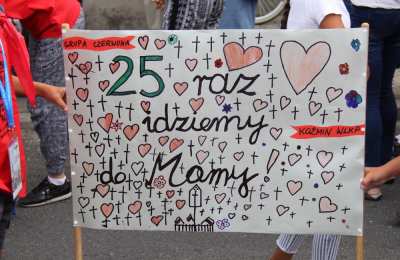 GRUPA CZERWONA
25 raz
idziemy
KOŹMIN WLKP.
do Mamy